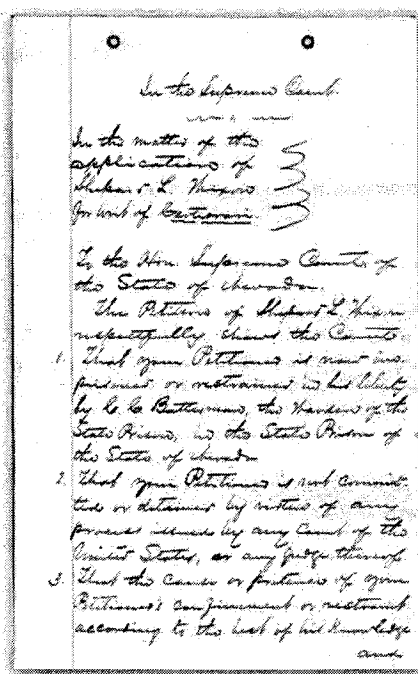 In the Supreme Court.
In the matter of the
application of
Shepard L. Nixon
for Writ of Certiorari.
To the Hon. Supreme Court of
the State of Nevada.
The Petition of Shepard L Nixon
respectfully shows the Court.
1. That your Petitioner is now im-
prisoned or restrained in his liberty
by C. C. Batterman, the Warden of the
State Prison, in the State Prison of
the State of Nevada
2. That your Petitioner is not commit-
ted or detained by virtue of any
process issued by any Court of the
United States, or any Judge thereof
3. That the cause or pretence of your
Petitioner's confinement or restraint
according to the best of his Knowledge
and